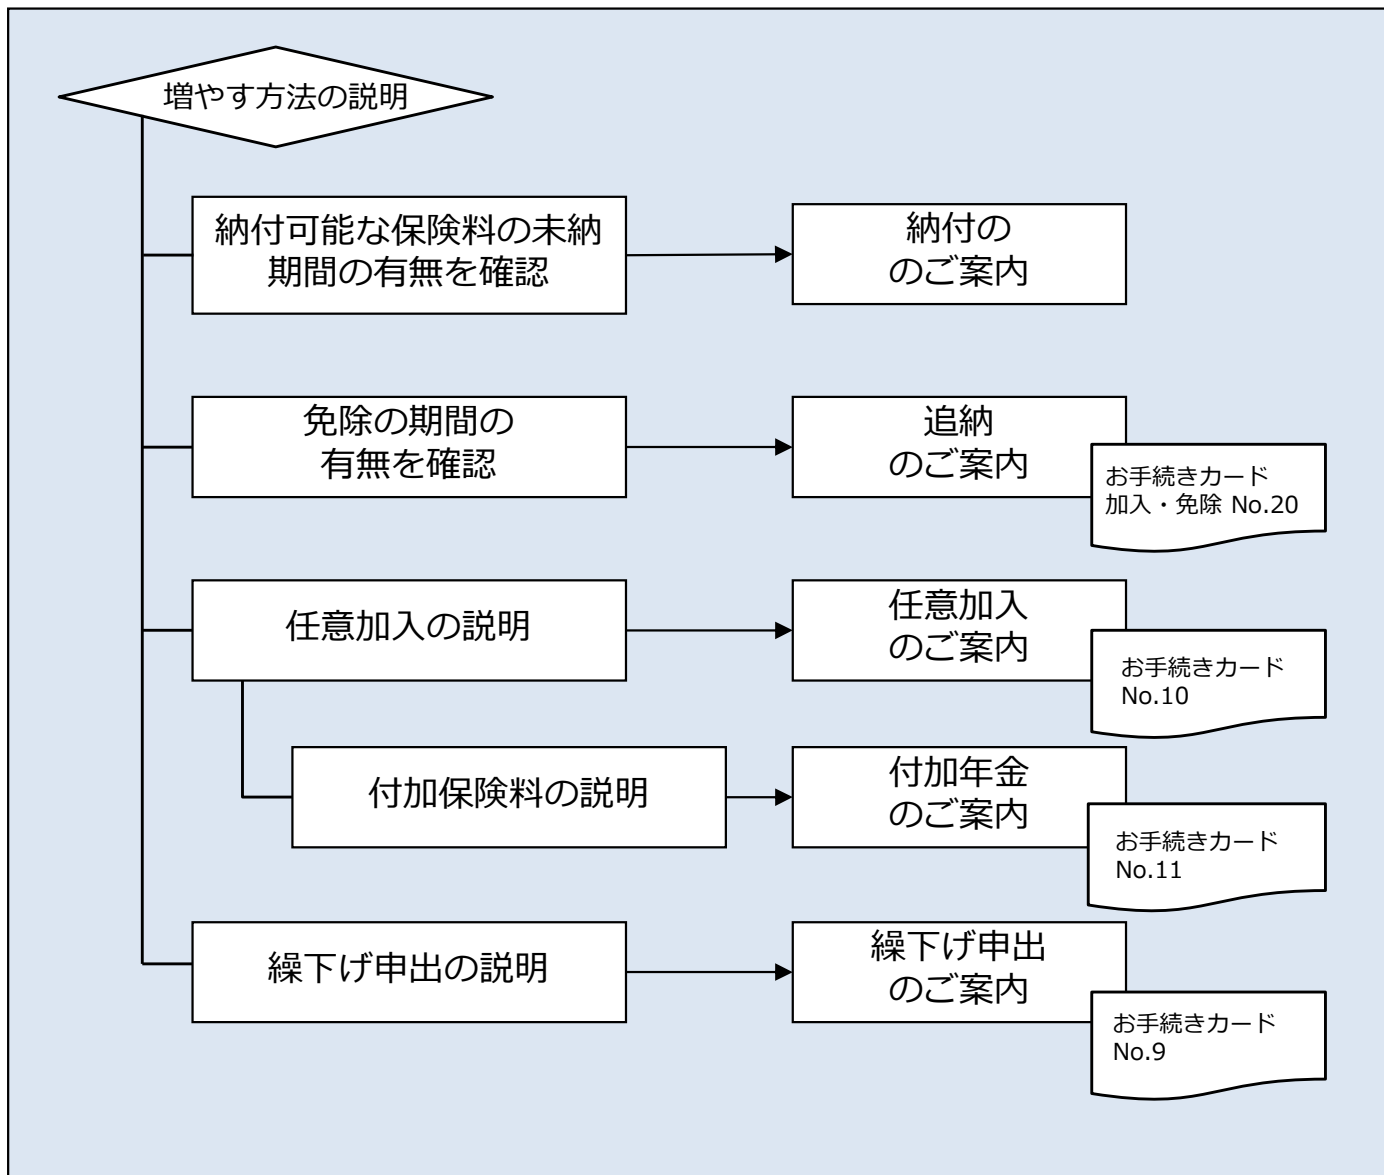 増やす方法の説明
納付可能な保険料の未納
期間の有無を確認
納付の
のご案内
免除の期間の
有無を確認
追納
のご案内
お手続きカード
加入・免除 No.20
任意加入の説明
任意加入
のご案内
お手続きカード
No.10
付加保険料の説明
付加年金
のご案内
お手続きカード
No.11
繰下げ申出の説明
繰下げ申出
のご案内
お手続きカード
No.9